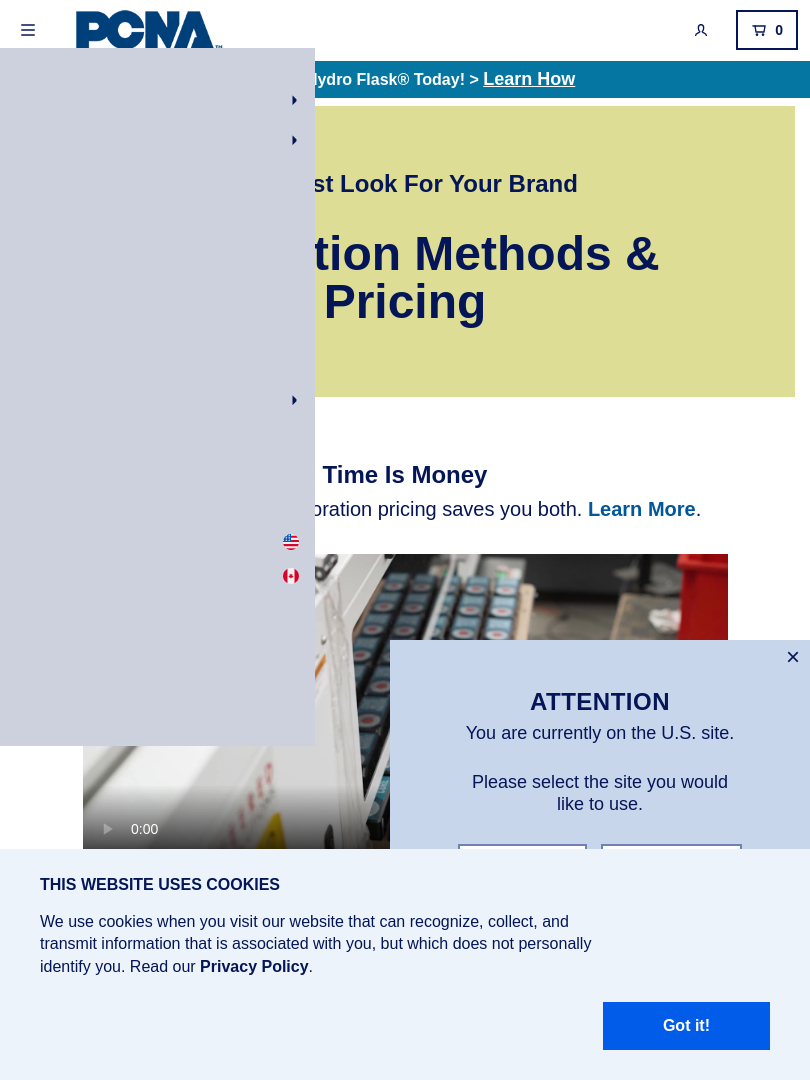 PCNA™
0
Hydro Flask® Today! > Learn How
st Look For Your Brand
tion Methods &
Pricing
Time Is Money
oration pricing saves you both. Learn More.
ATTENTION
You are currently on the U.S. site.
Please select the site you would
like to use.
0:00
THIS WEBSITE USES COOKIES
We use cookies when you visit our website that can recognize, collect, and
transmit information that is associated with you, but which does not personally
identify you. Read our Privacy Policy.
Got it!